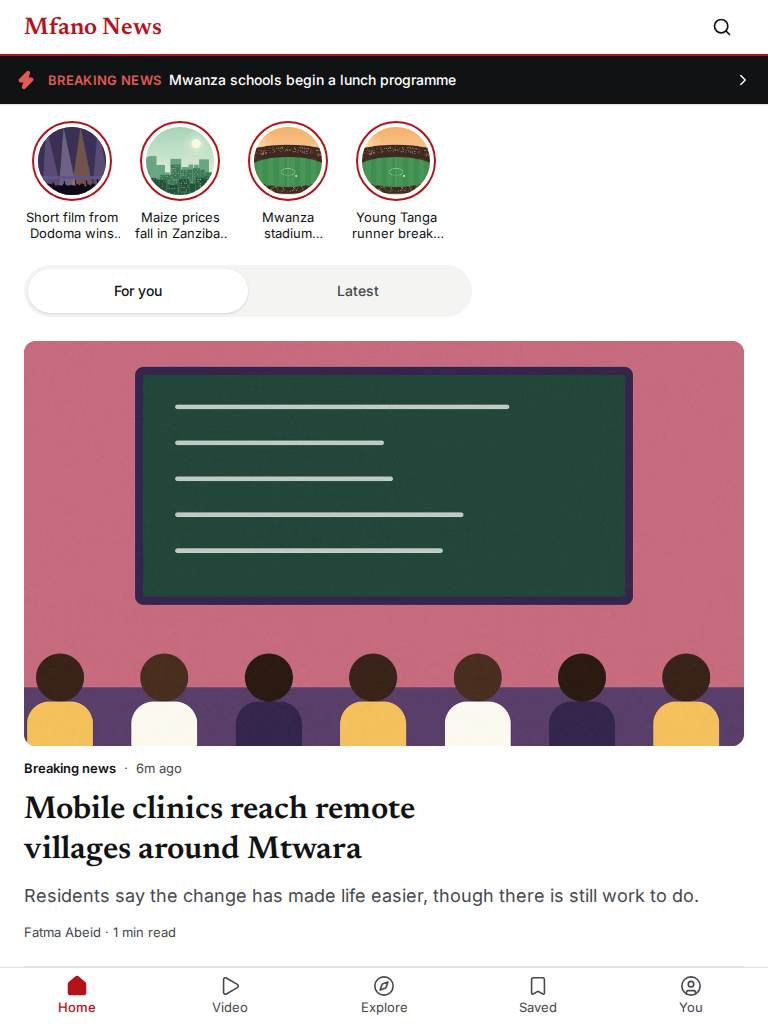 Mfano News
BREAKING NEWS Mwanza schools begin a lunch programme
Short film from
Dodoma wins..
Maize prices
fall in Zanziba..
Mwanza
stadium...
Young Tanga
runner break...
For you
Latest
Breaking news · 6m ago
Mobile clinics reach remote
villages around Mtwara
Residents say the change has made life easier, though there is still work to do.
Fatma Abeid · 1 min read
Home
Video
Explore
Saved
You